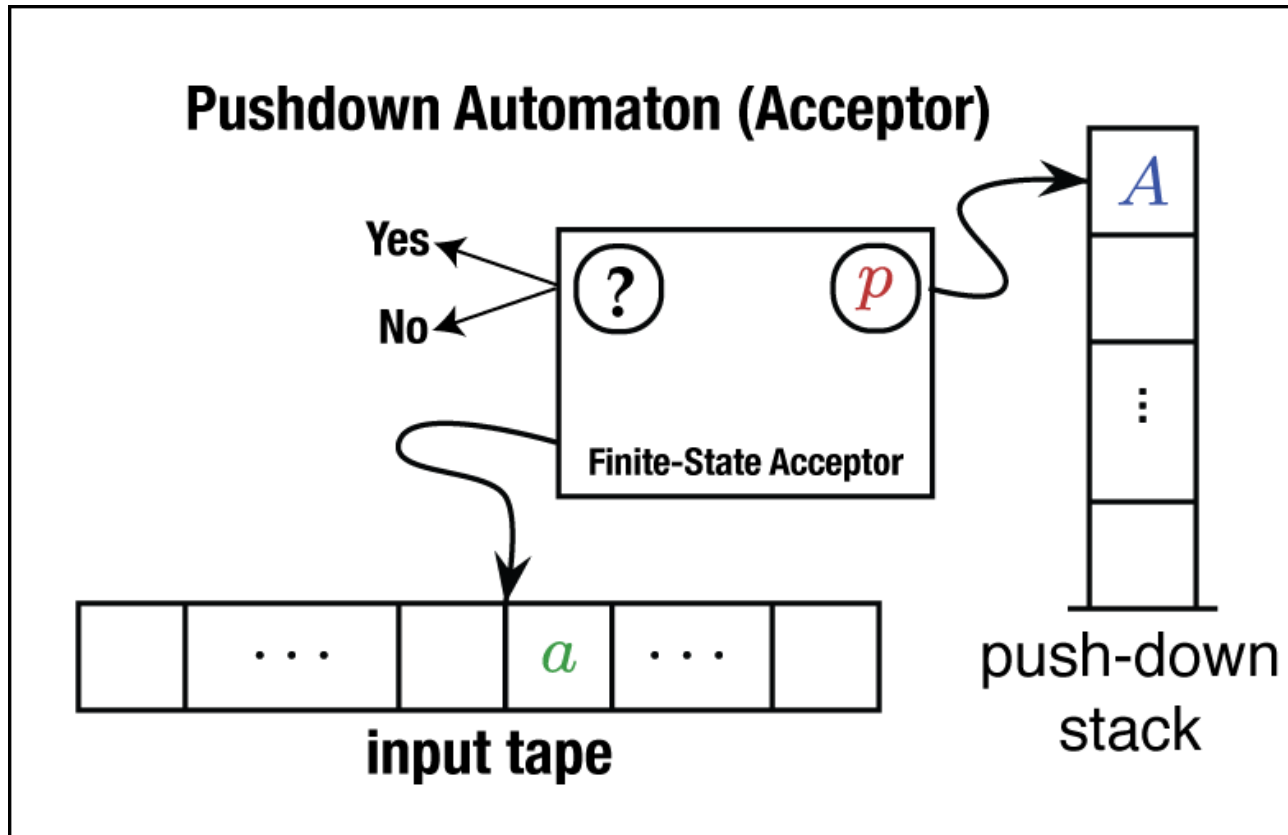 Pushdown Automaton (Acceptor)
A
Yes
? p
No
⋮
Finite-State Acceptor
· · · a · · ·
push-down
stack
input tape